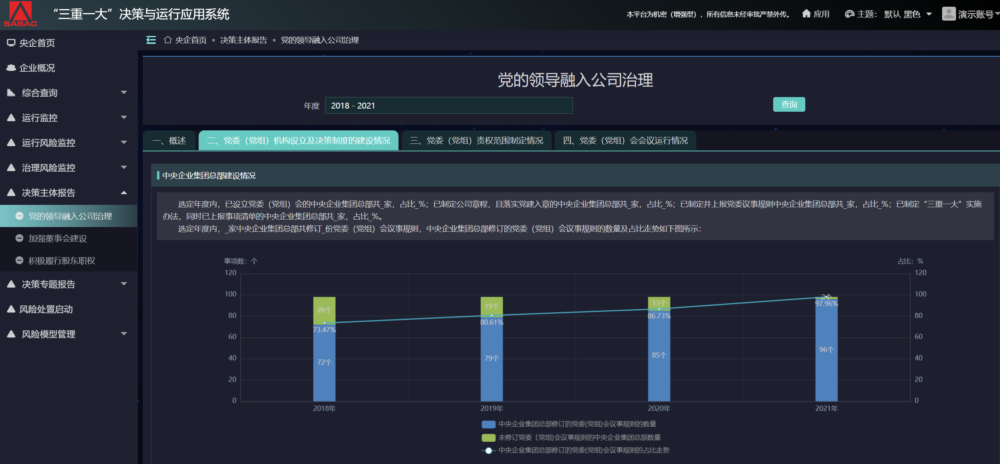 SASAC
“三重一大”决策与运行应用系统
本平台为机密（增强型），所有信息未经审批严禁外传。
应用
主题：
默认 黑色
演示账号
央企首页
企业概况
综合查询
运行监控
运行风险监控
治理风险监控
决策主体报告
党的领导融入公司治理
加强董事会建设
积极履行股东职权
决策专题报告
风险处置启动
风险模型管理
央企首页 • 决策主体报告 • 党的领导融入公司治理
党的领导融入公司治理
年度
2018 - 2021
查询
一、概述
二、党委（党组）机构设立及决策制度的建设情况
三、党委（党组）责权范围制定情况
四、党委（党组）会会议运行情况
中央企业集团总部建设情况
选定年度内，已设立党委（党组）会的中央企业集团总部共_家，占比_%；已制定公司章程，且落实党建入章的中央企业集团总部共_家，占比_%；已制定并上报党委议事规则中央企业集团总部共_家，占比_%；已制定“三重一大”实施
办法，同时已上报事项清单的中央企业集团总部共_家，占比_%。
选定年度内，_家中央企业集团总部共修订_份党委（党组）会议事规则，中央企业集团总部修订的党委（党组）会议事规则的数量及占比走势如下图所示：
事项数：个
占比：%
120
100
80
60
40
20
0
26个
73.47%
72个
19个
80.61%
79个
13个
86.73%
85个
2个
97.96%
96个
120
100
80
60
40
20
0
2018年
2019年
2020年
2021年
中央企业集团总部修订的党委(党组)会议事规则的数量
未修订党委〔党组)会议事规则的中央企业集团总部数量
中央企业集团总部修订的党委(党组)会议事规则的占比走势